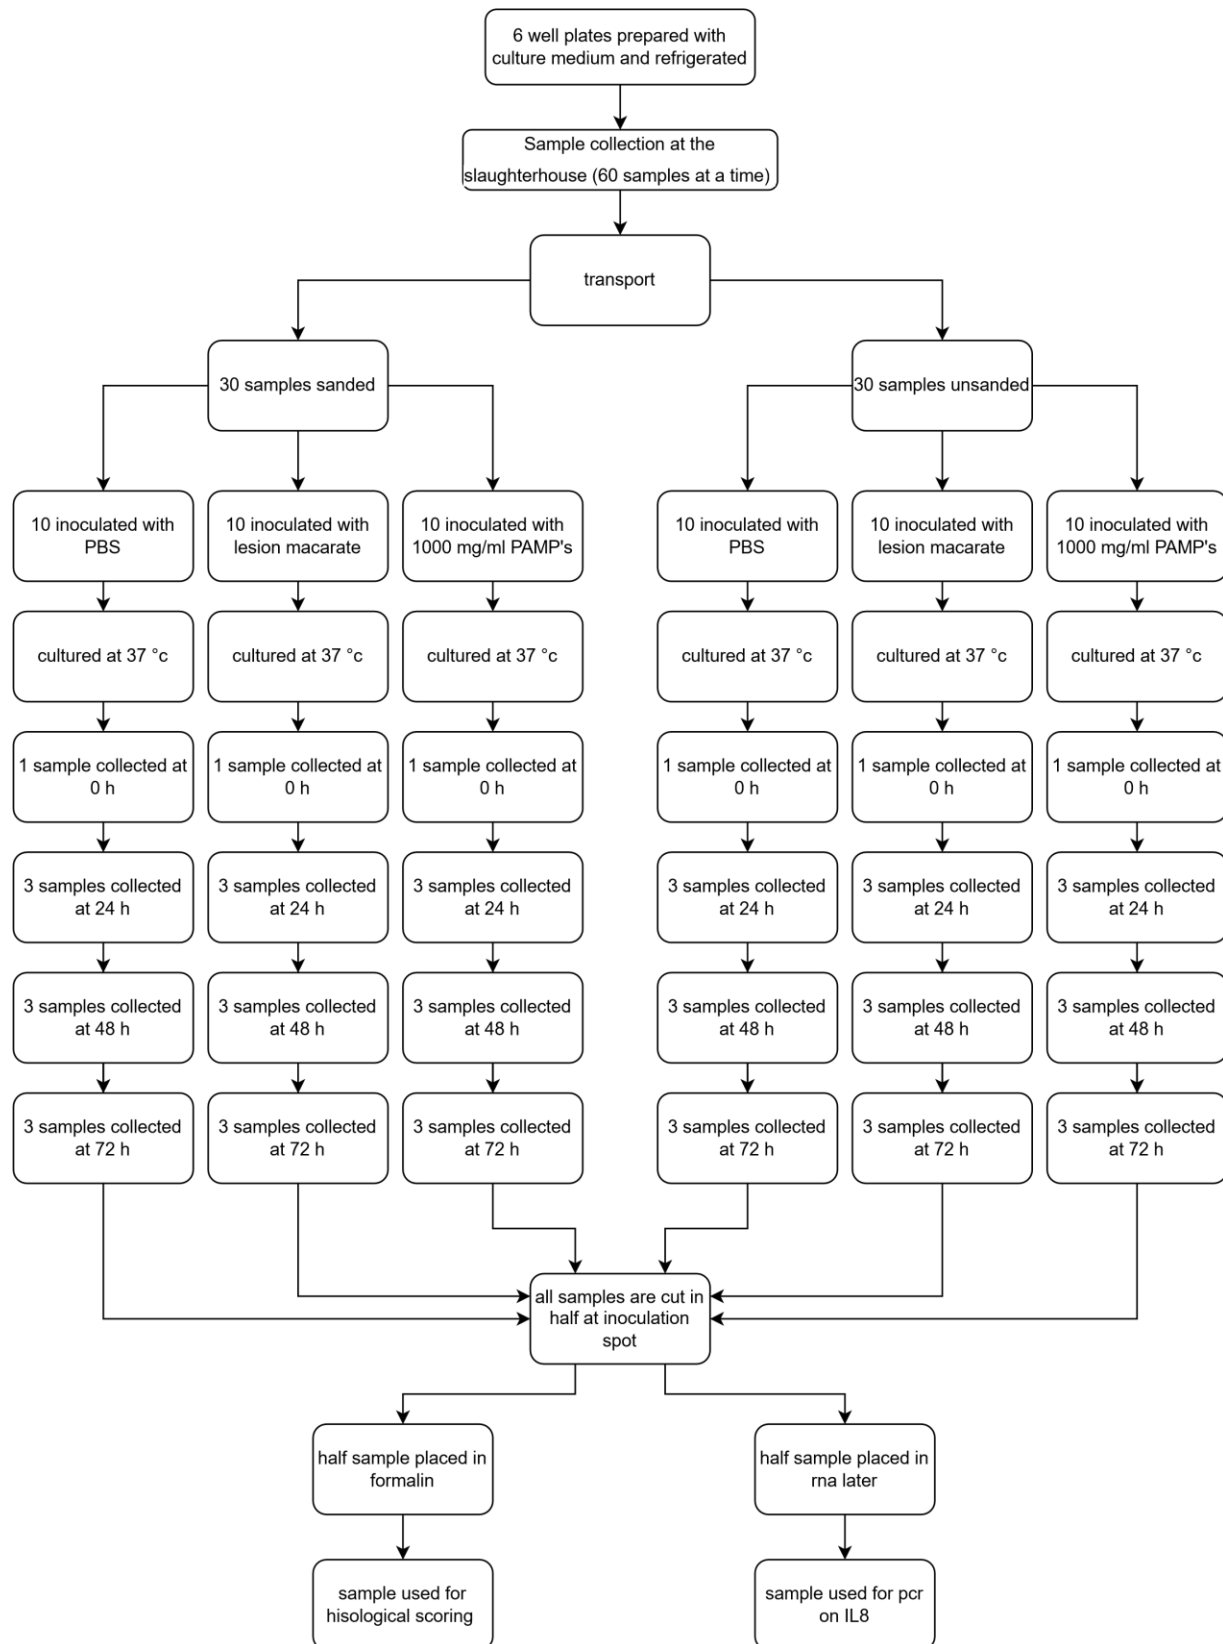 6 well plates prepared with
culture medium and refrigerated
Sample collection at the
slaughterhouse (60 samples at a time)
transport
30 samples sanded
30 samples unsanded
10 inoculated with
PBS
10 inoculated with
lesion macarate
10 inoculated with
1000 mg/ml PAMP's
10 inoculated with
PBS
10 inoculated with
lesion macarate
10 inoculated with
1000 mg/ml PAMP's
cultured at 37 °c
cultured at 37 °c
cultured at 37 °c
cultured at 37 °c
cultured at 37 °c
cultured at 37 °c
1 sample collected at
0 h
1 sample collected at
0 h
1 sample collected at
0 h
1 sample collected at
0 h
1 sample collected at
0 h
1 sample collected at
0 h
3 samples collected
at 24 h
3 samples collected
at 24 h
3 samples collected
at 24 h
3 samples collected
at 24 h
3 samples collected
at 24 h
3 samples collected
at 24 h
3 samples collected
at 48 h
3 samples collected
at 48 h
3 samples collected
at 48 h
3 samples collected
at 48 h
3 samples collected
at 48 h
3 samples collected
at 48 h
3 samples collected
at 72 h
3 samples collected
at 72 h
3 samples collected
at 72 h
3 samples collected
at 72 h
3 samples collected
at 72 h
3 samples collected
at 72 h
all samples are cut in
half at inoculation
spot
half sample placed in
formalin
half sample placed in
rna later
sample used for
hisological scoring
sample used for pcr
on IL8